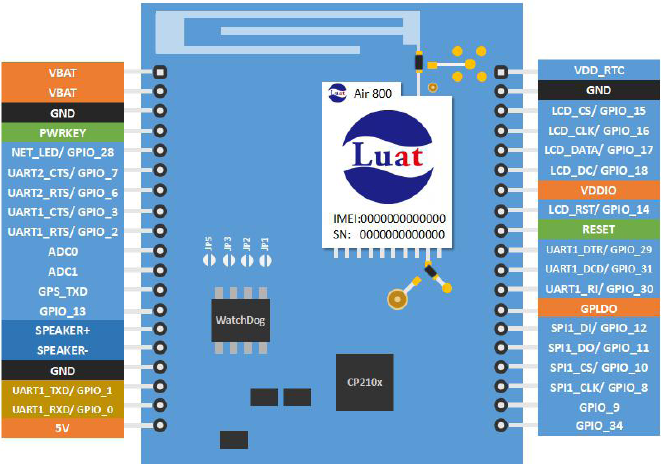 VBAT
VBAT
GND
PWRKEY
NET_LED/ GPIO_28
UART2_CTS/ GPIO_7
UART2_RTS/ GPIO_6
UART1_CTS/ GPIO_3
UART1_RTS/ GPIO_2
ADC0
ADC1
GPS_TXD
GPIO_13
SPEAKER+
SPEAKER-
GND
UART1_TXD/ GPIO_1
UART1_RXD/ GPIO_0
5V
Luat Air 800
Luat
IMEI:0000000000000
SN: 0000000000000
JP5
JP3
JP2
JP1
WatchDog
CP210x
VDD_RTC
GND
LCD_CS/ GPIO_15
LCD_CLK/ GPIO_16
LCD_DATA/ GPIO_17
LCD_DC/ GPIO_18
VDDIO
LCD_RST/ GPIO_14
RESET
UART1_DTR/ GPIO_29
UART1_DCD/ GPIO_31
UART1_RI/ GPIO_30
GPLDO
SPI1_DI/ GPIO_12
SPI1_DO/ GPIO_11
SPI1_CS/ GPIO_10
SPI1_CLK/ GPIO_8
GPIO_9
GPIO_34